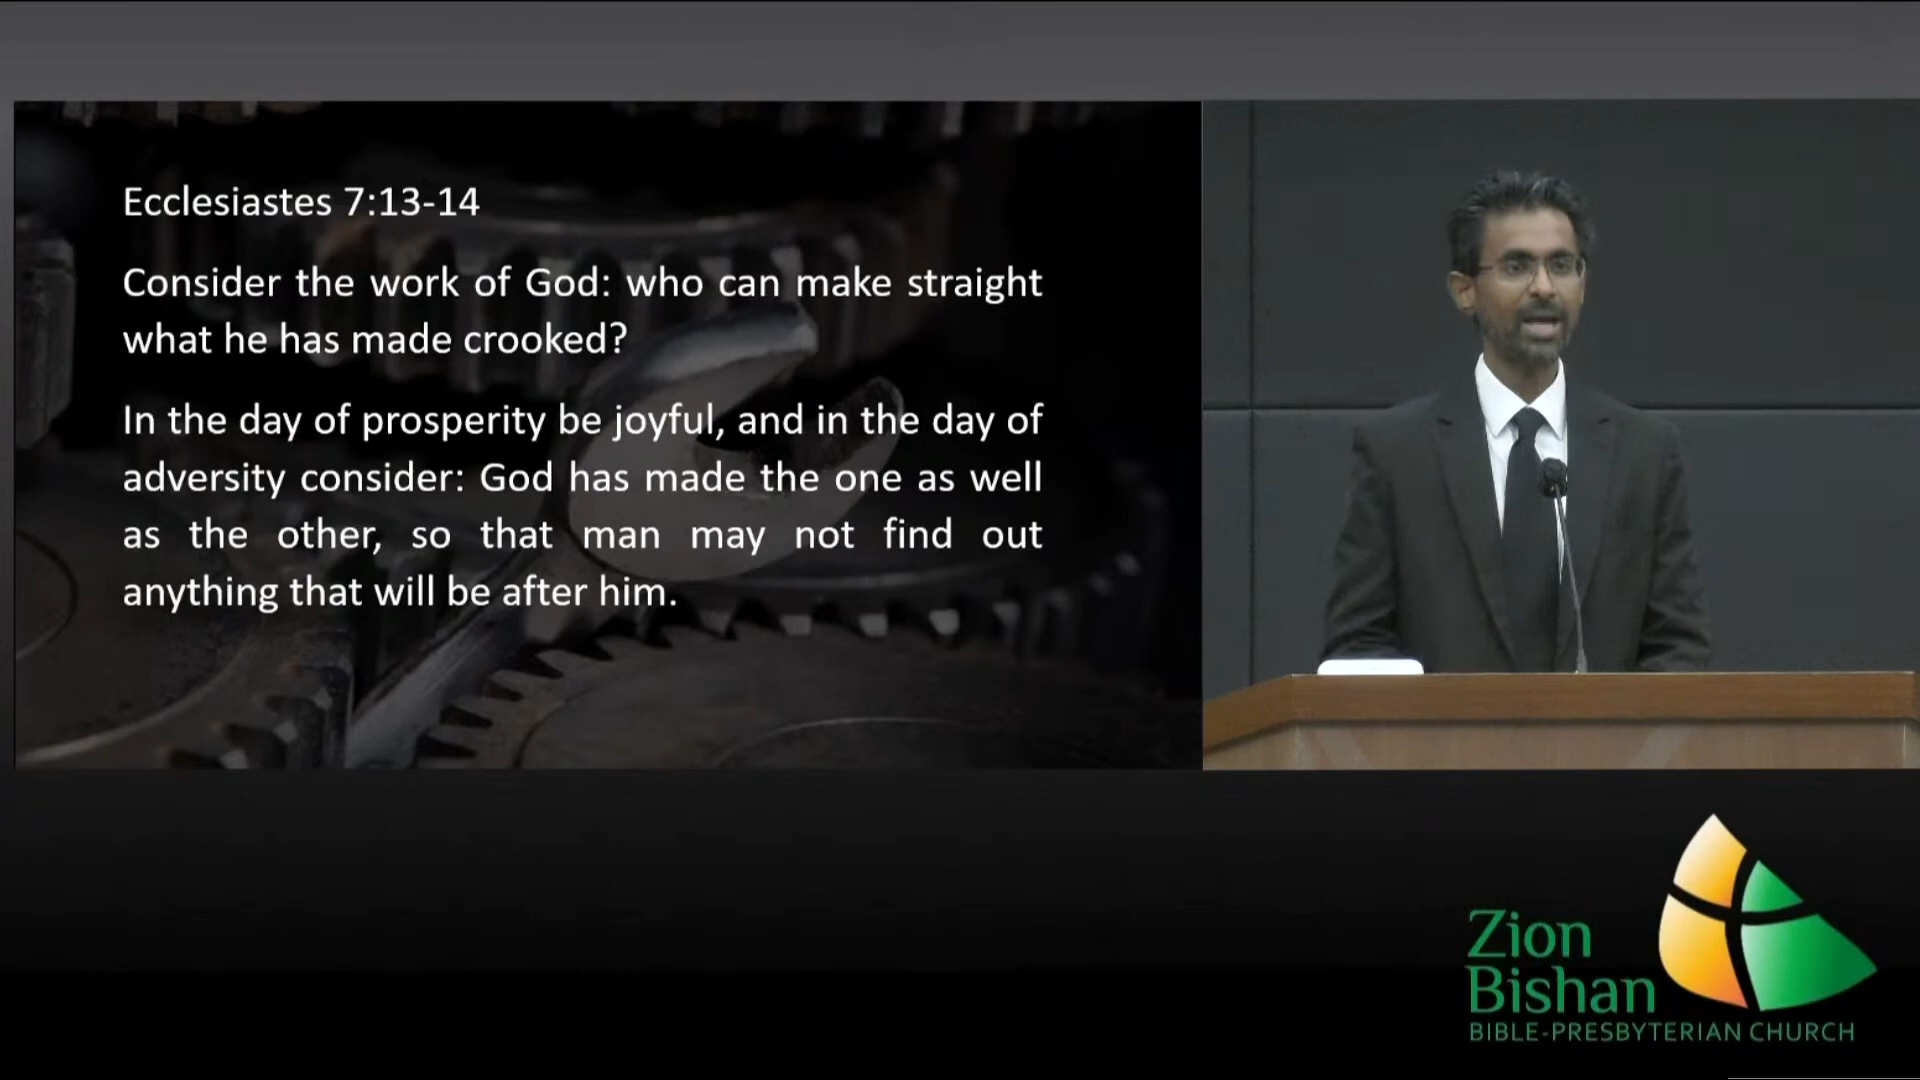 Ecclesiastes 7:13-14
Consider the work of God: who can make straight
what he has made crooked?
In the day of prosperity be joyful, and in the day of
adversity consider: God has made the one as well
as the other, so that man may not find out
anything that will be after him.
Zion
Bishan
BIBLE-PRESBYTERIAN CHURCH